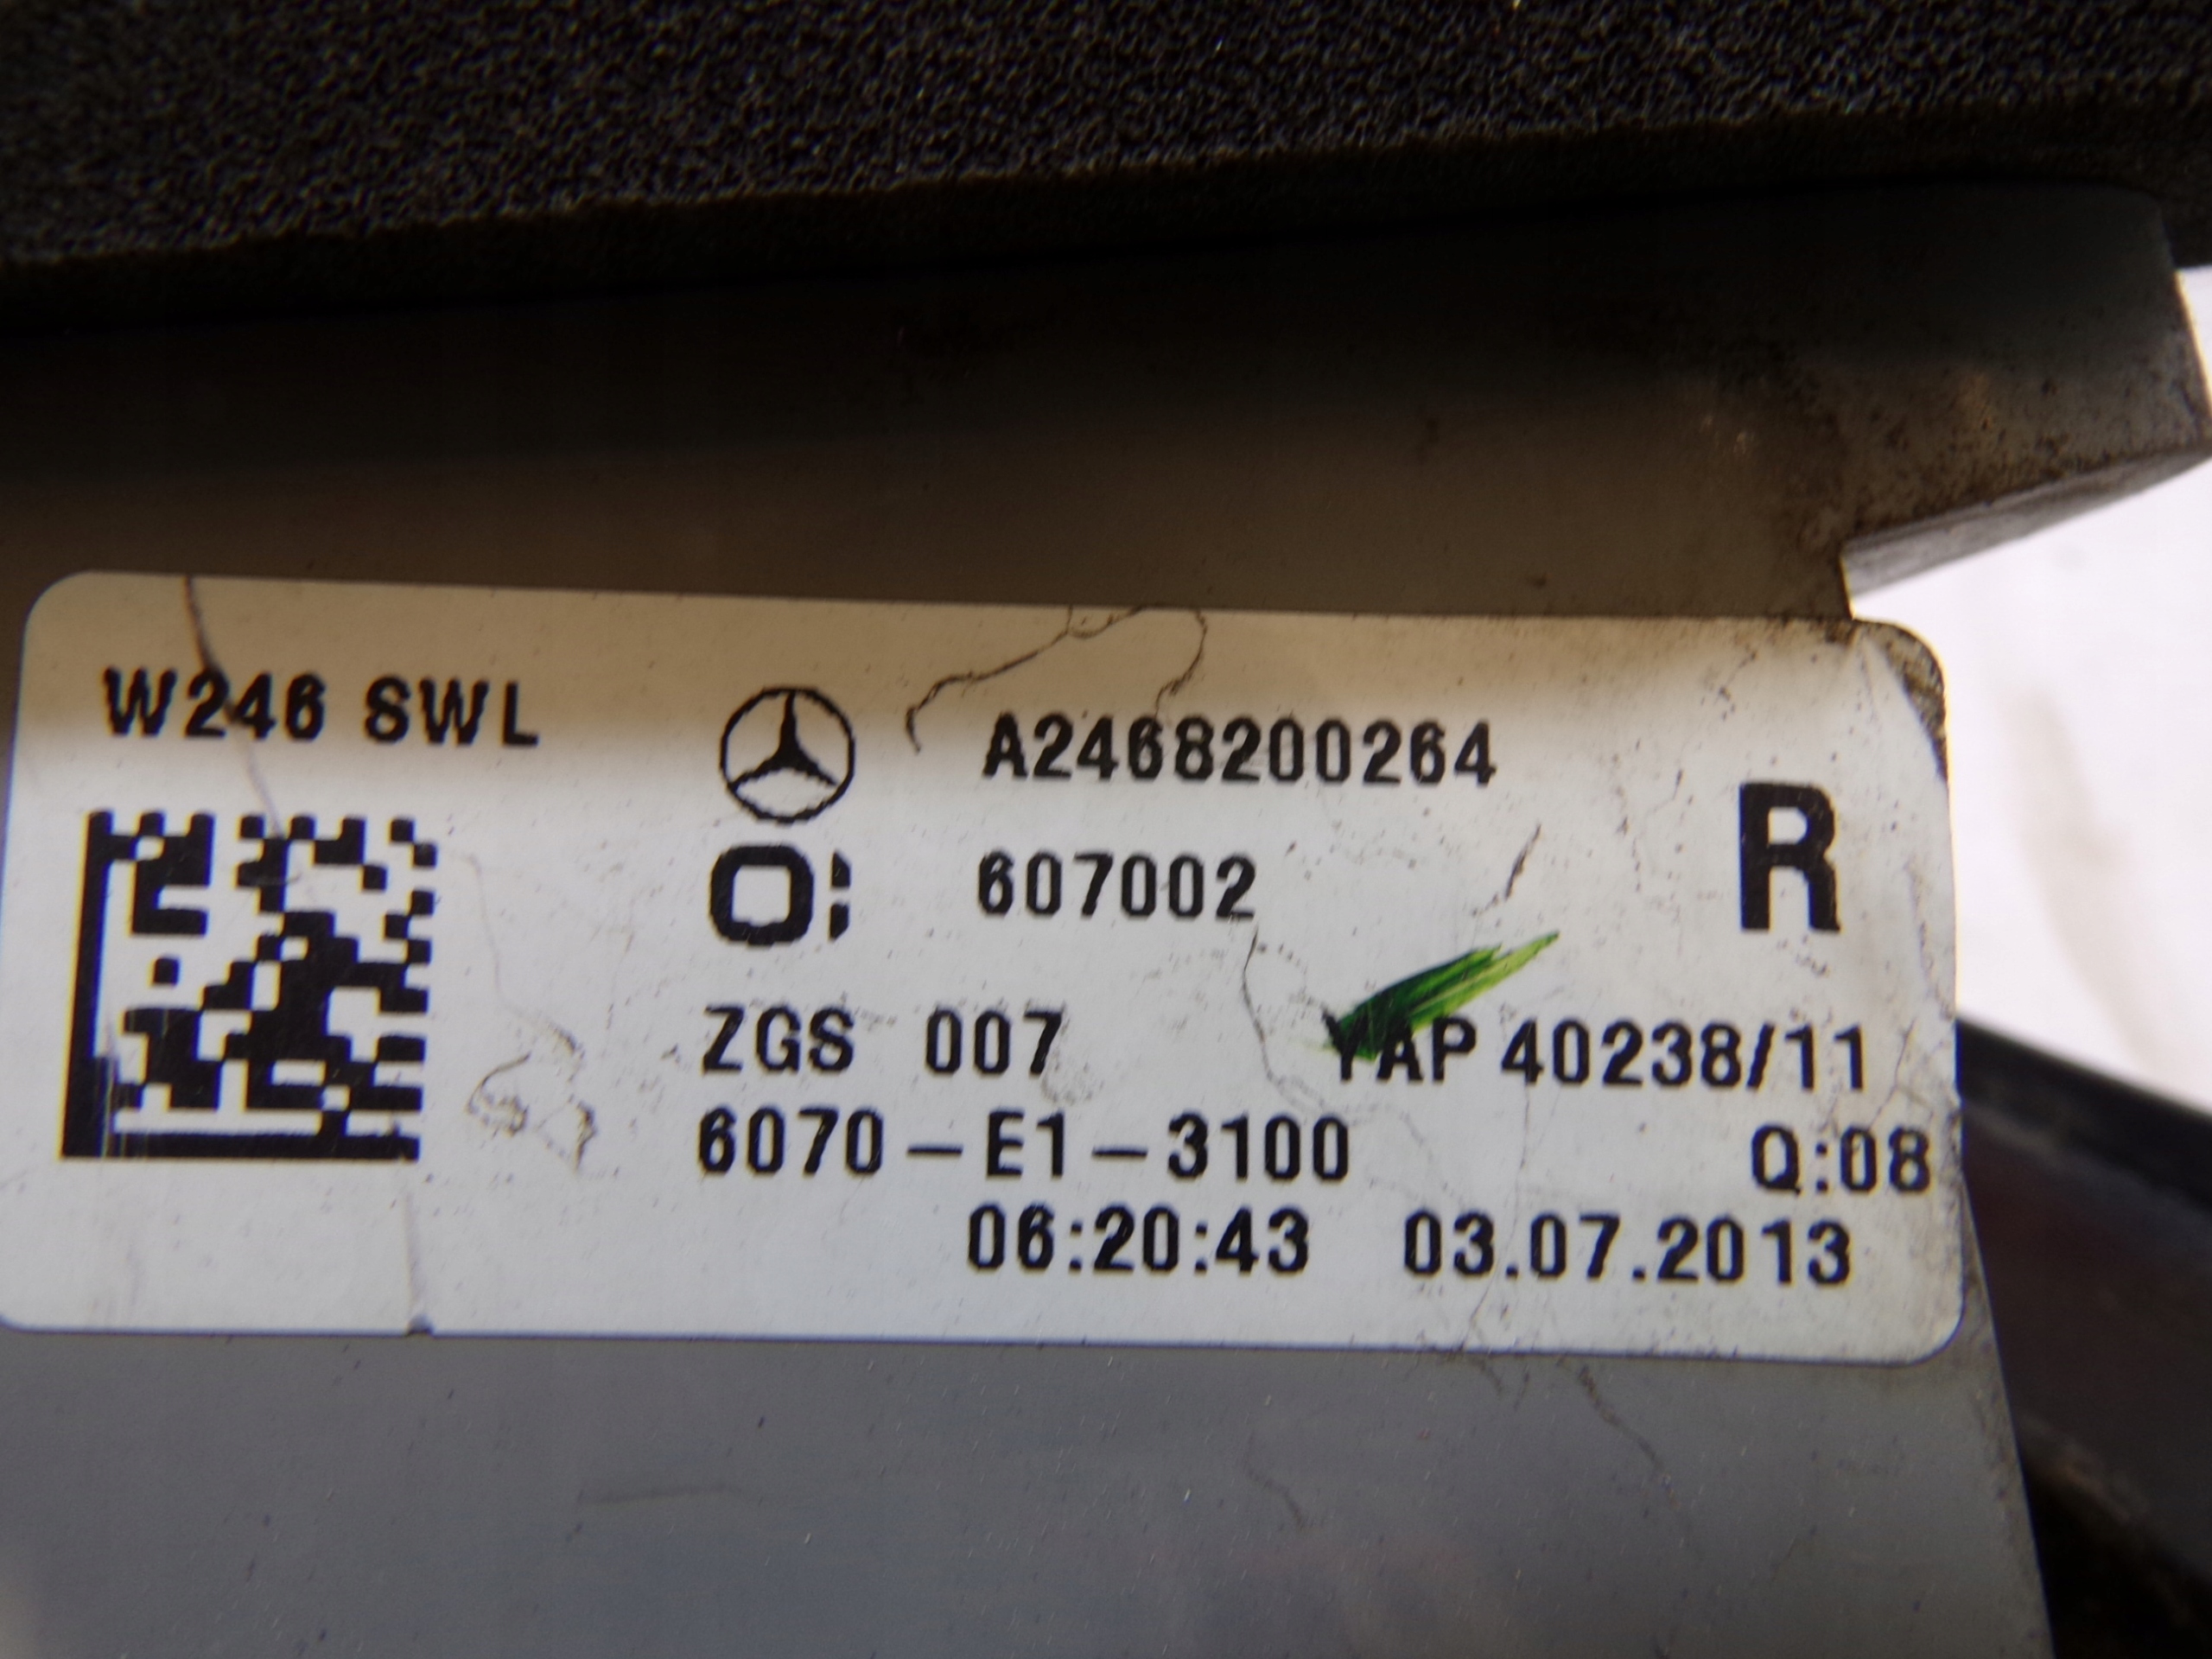 W246 SWL
A2468200264
O: 607002
R
ZGS 007 YAP 40238/11
6070-E1-3100 Q:08
06:20:43 03.07.2013